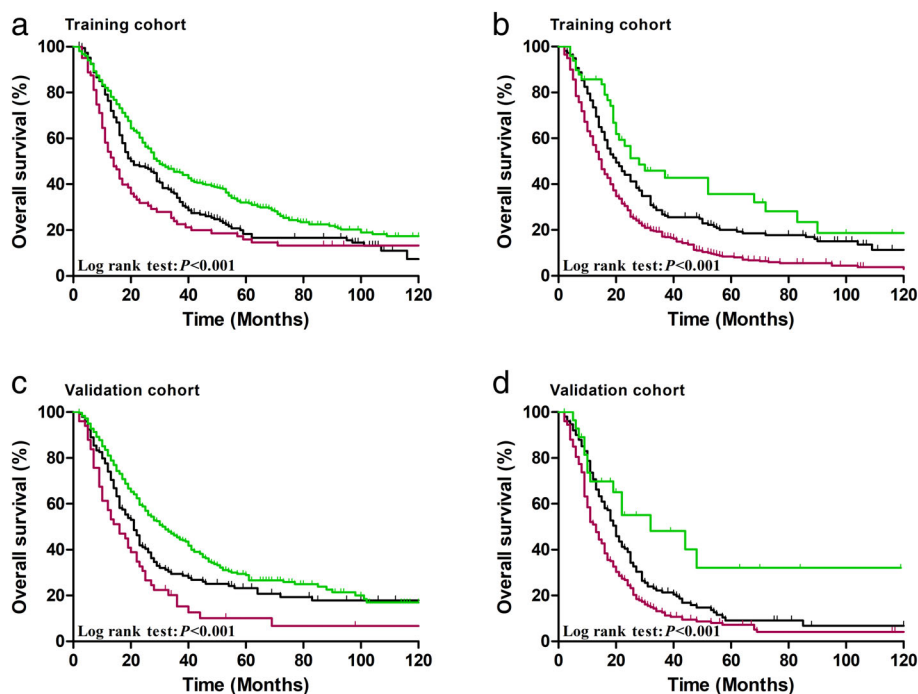 a
Training cohort
Overall survival (%)
100
80
60
40
20
0
Log rank test: P<0.001
0 20 40 60 80 100 120
Time (Months)
b
Training cohort
Overall survival (%)
100
80
60
40
20
0
Log rank test: P<0.001
0 20 40 60 80 100 120
Time (Months)
c
Validation cohort
Overall survival (%)
100
80
60
40
20
0
Log rank test: P<0.001
0 20 40 60 80 100 120
Time (Months)
d
Validation cohort
Overall survival (%)
100
80
60
40
20
0
Log rank test: P<0.001
0 20 40 60 80 100 120
Time (Months)